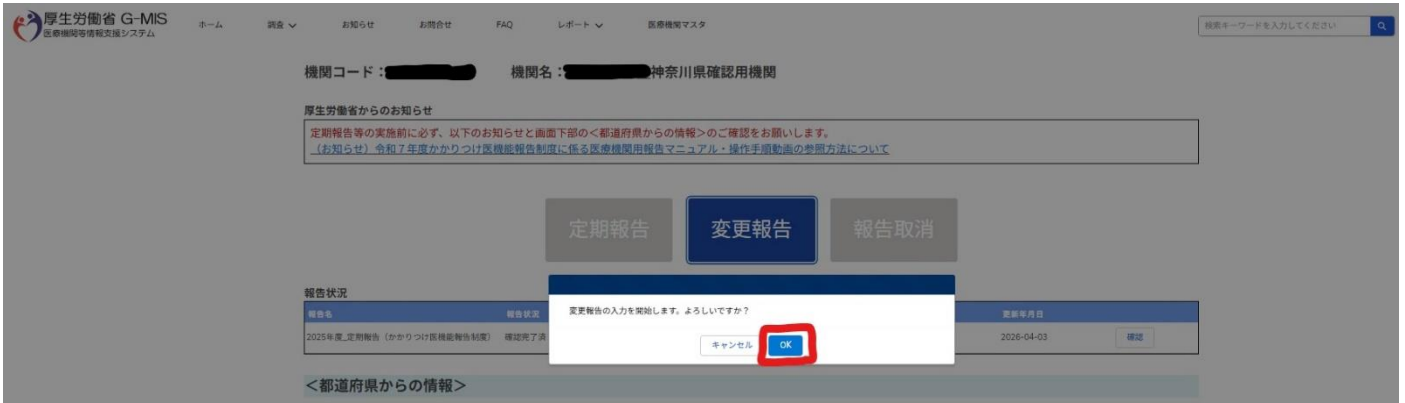 厚生労働省 G-MIS
医療機関等情報支援システム
ホーム 調査 お知らせ お問合せ FAQ レポート 医療機関マスタ
検索キーワードを入力してください
機関コード： 機関名： 神奈川県確認用機関
厚生労働省からのお知らせ
定期報告等の実施前に必ず、以下のお知らせと画面下部の＜都道府県からの情報＞のご確認をお願いします。
（お知らせ）令和７年度かかりつけ医機能報告制度に係る医療機関用報告マニュアル・操作手順動画の参照方法について
定期報告 変更報告 報告取消
報告状況
報告名 報告状況 更新年月日
変更報告の入力を開始します。よろしいですか？
2025年度_定期報告（かかりつけ医機能報告制度） 確認完了済 2026-04-03 確認
キャンセル OK
＜都道府県からの情報＞